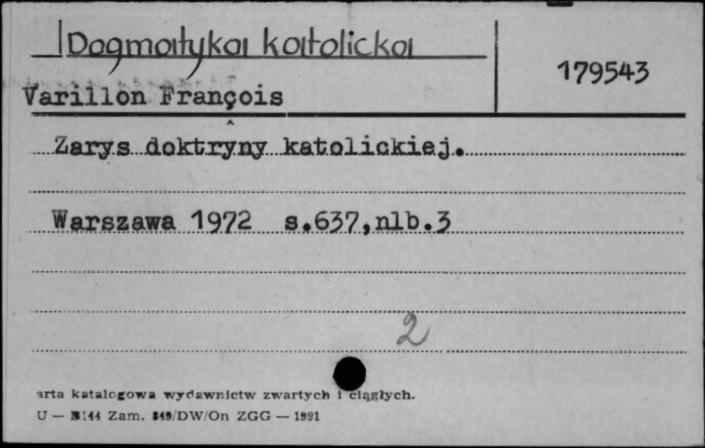 Dogmatyka katolicka
179543
Varillon François
Zarys doktryny katolickiej.
Warszawa 1972 s.637,nlb.3
2
arta katalogowa wydawnictw zwartych i ciągłych.
U — Zam. DW/On ZGG — 1991